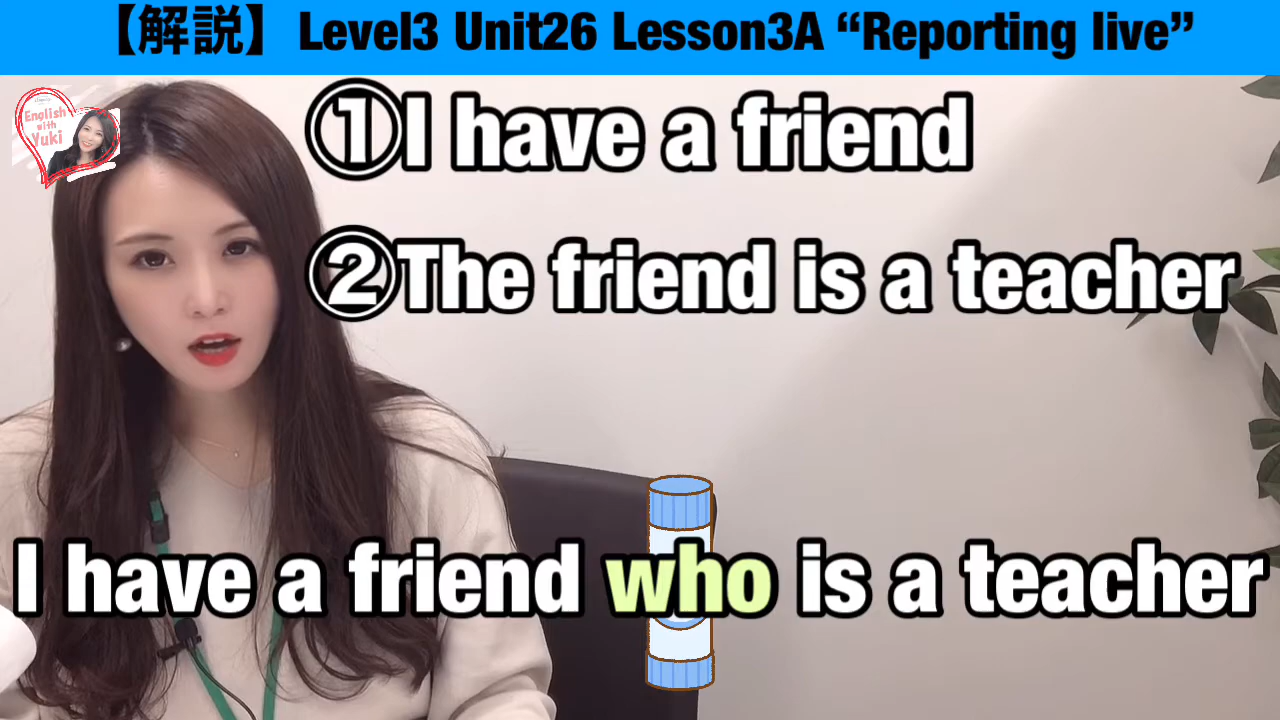 【解説】Level3 Unit26 Lesson3A “Reporting live”
English
with
Yuki
①I have a friend
②The friend is a teacher
I have a friend who is a teacher